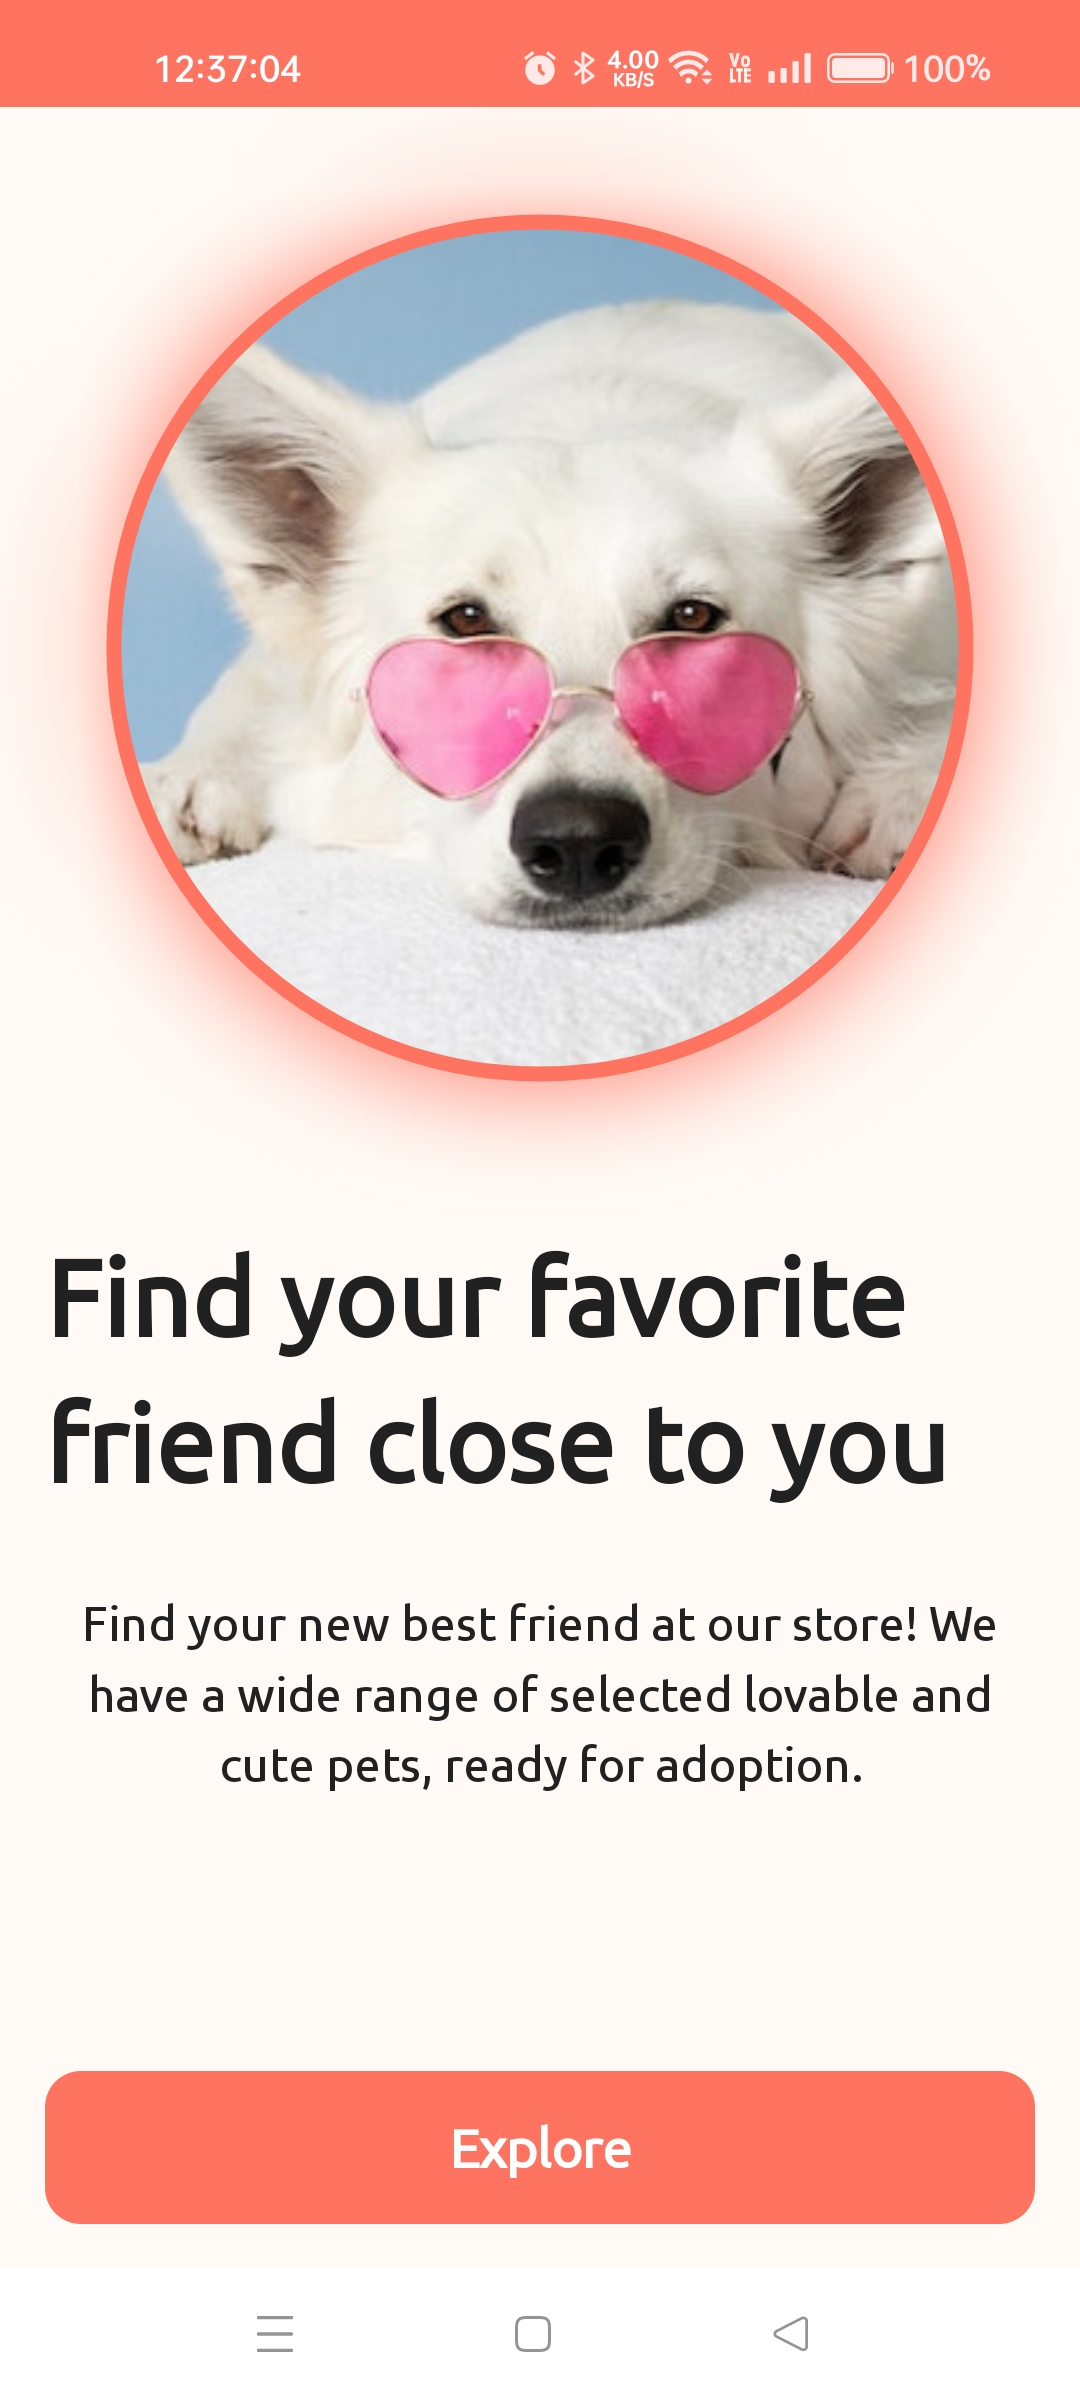 12:37:04 4.00 KB/S Vo LTE 100%
Find your favorite
friend close to you
Find your new best friend at our store! We
have a wide range of selected lovable and
cute pets, ready for adoption.
Explore